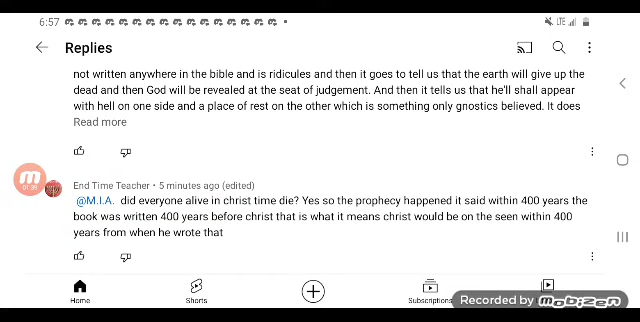 6:57
LTE
Replies
not written anywhere in the bible and is ridicules and then it goes to tell us that the earth will give up the
dead and then God will be revealed at the seat of judgement. And then it tells us that he'll shall appear
with hell on one side and a place of rest on the other which is something only gnostics believed. It does
Read more
01:39
End Time Teacher • 5 minutes ago (edited)
@M.I.A. did everyone alive in christ time die? Yes so the prophecy happened it said within 400 years the
book was written 400 years before christ that is what it means christ would be on the seen within 400
years from when he wrote that
Home
Shorts
Subscriptions
Recorded by mobizen